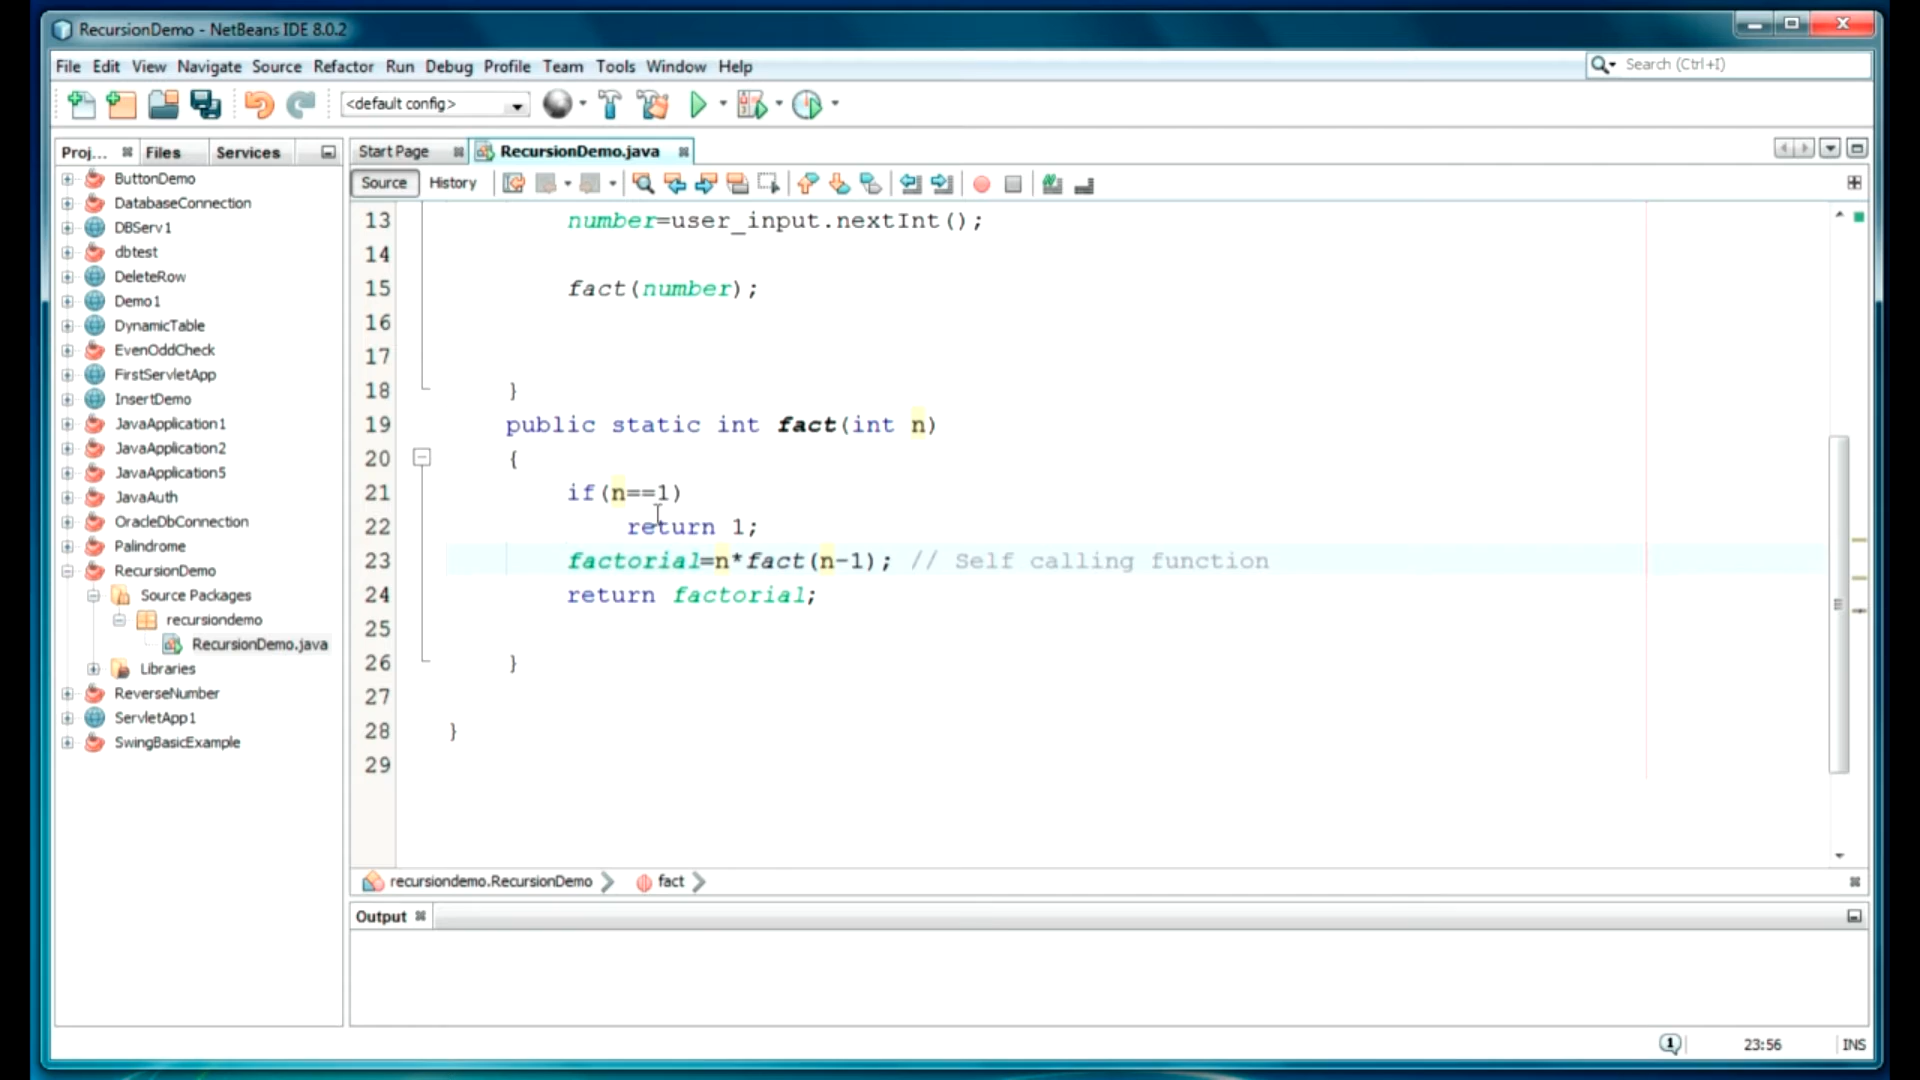 RecursionDemo - NetBeans IDE 8.0.2
File Edit View Navigate Source Refactor Run Debug Profile Team Tools Window Help
Search (Ctrl+I)
<default config>
Proj... Files Services
Start Page RecursionDemo.java
Source History
ButtonDemo
DatabaseConnection
DBServ1
dbtest
DeleteRow
Demo1
DynamicTable
EvenOddCheck
FirstServletApp
InsertDemo
JavaApplication1
JavaApplication2
JavaApplication5
JavaAuth
OracleDbConnection
Palindrome
RecursionDemo
Source Packages
recursiondemo
RecursionDemo.java
Libraries
ReverseNumber
ServletApp1
SwingBasicExample
13 number=user_input.nextInt();
14
15 fact(number);
16
17
18 }
19 public static int fact(int n)
20 {
21 if(n==1)
22 return 1;
23 factorial=n*fact(n-1); // Self calling function
24 return factorial;
25
26 }
27
28 }
29
recursiondemo.RecursionDemo fact
Output
1 23:56 INS